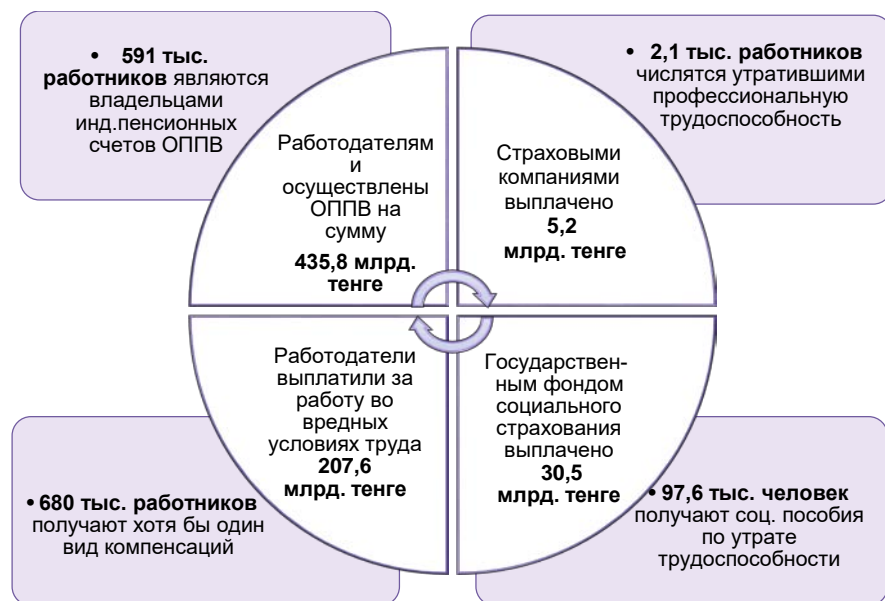 • 591 тыс.
работников являются
владельцами
инд.пенсионных
счетов ОППВ
Работодателям
и
осуществлены
ОППВ на
сумму
435,8 млрд.
тенге
• 2,1 тыс. работников
числятся утратившими
профессиональную
трудоспособность
Страховыми
компаниями
выплачено
5,2
млрд. тенге
Работодатели
выплатили за
работу во
вредных
условиях труда
207,6
млрд. тенге
• 680 тыс. работников
получают хотя бы один
вид компенсаций
Государствен-
ным фондом
социального
страхования
выплачено
30,5
млрд. тенге
• 97,6 тыс. человек
получают соц. пособия
по утрате
трудоспособности